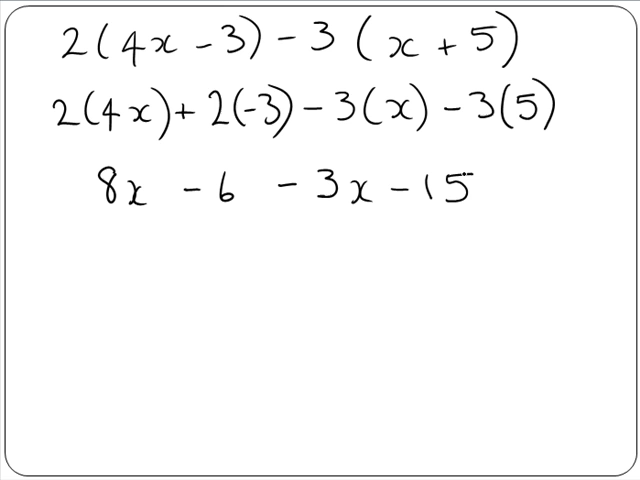 2(4x - 3) - 3(x + 5)
2(4x) + 2(-3) - 3(x) - 3(5)
8x - 6 - 3x - 15